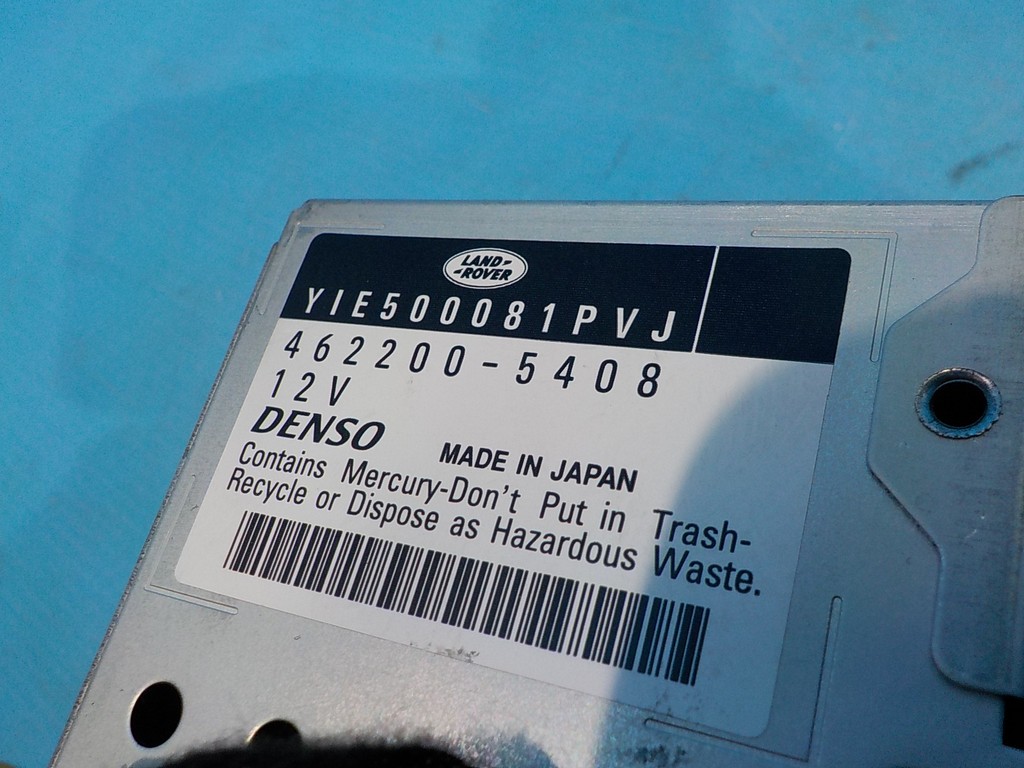 LAND-
-ROVER
YIE500081PVJ
462200-5408
12V
DENSO
MADE IN JAPAN
Contains Mercury-Don't Put in Trash-
Recycle or Dispose as Hazardous Waste.